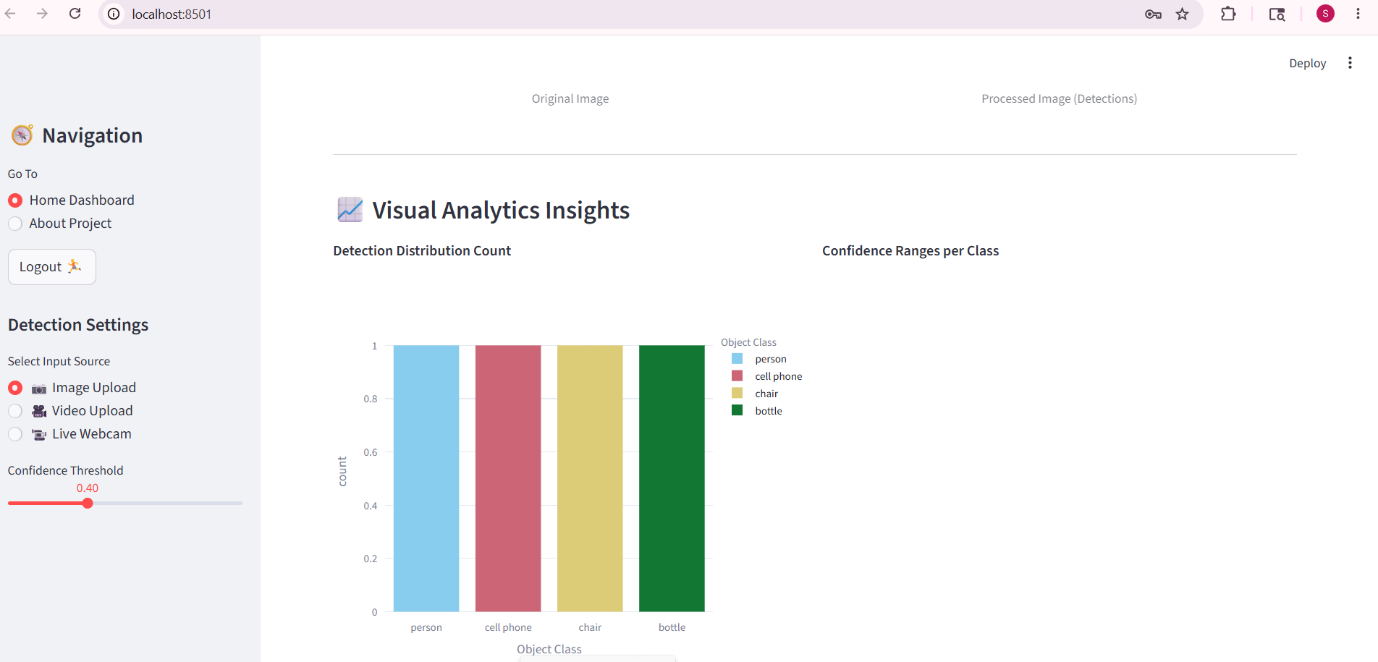 localhost:8501
S
Deploy
Navigation
Go To
Home Dashboard
About Project
Logout
Detection Settings
Select Input Source
Image Upload
Video Upload
Live Webcam
Confidence Threshold
0.40
Original Image
Processed Image (Detections)
Visual Analytics Insights
Detection Distribution Count
Confidence Ranges per Class
count
1
0.8
0.6
0.4
0.2
0
person
cell phone
chair
bottle
Object Class
Object Class
person
cell phone
chair
bottle